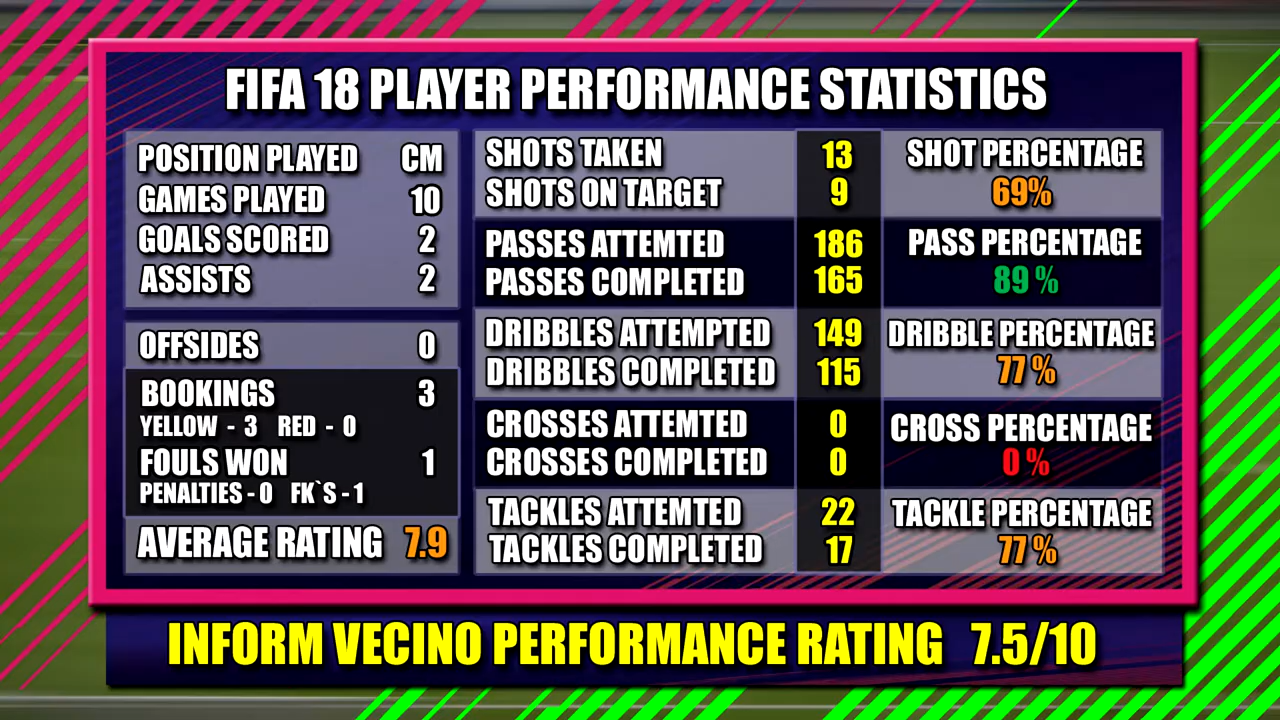 FIFA 18 PLAYER PERFORMANCE STATISTICS
POSITION PLAYED CM
GAMES PLAYED 10
GOALS SCORED 2
ASSISTS 2
OFFSIDES 0
BOOKINGS 3
YELLOW - 3 RED - 0
FOULS WON 1
PENALTIES - 0 FK`S - 1
AVERAGE RATING 7.9
SHOTS TAKEN 13 SHOT PERCENTAGE
SHOTS ON TARGET 9 69%
PASSES ATTEMTED 186 PASS PERCENTAGE
PASSES COMPLETED 165 89 %
DRIBBLES ATTEMPTED 149 DRIBBLE PERCENTAGE
DRIBBLES COMPLETED 115 77 %
CROSSES ATTEMTED 0 CROSS PERCENTAGE
CROSSES COMPLETED 0 0 %
TACKLES ATTEMTED 22 TACKLE PERCENTAGE
TACKLES COMPLETED 17 77 %
INFORM VECINO PERFORMANCE RATING 7.5/10